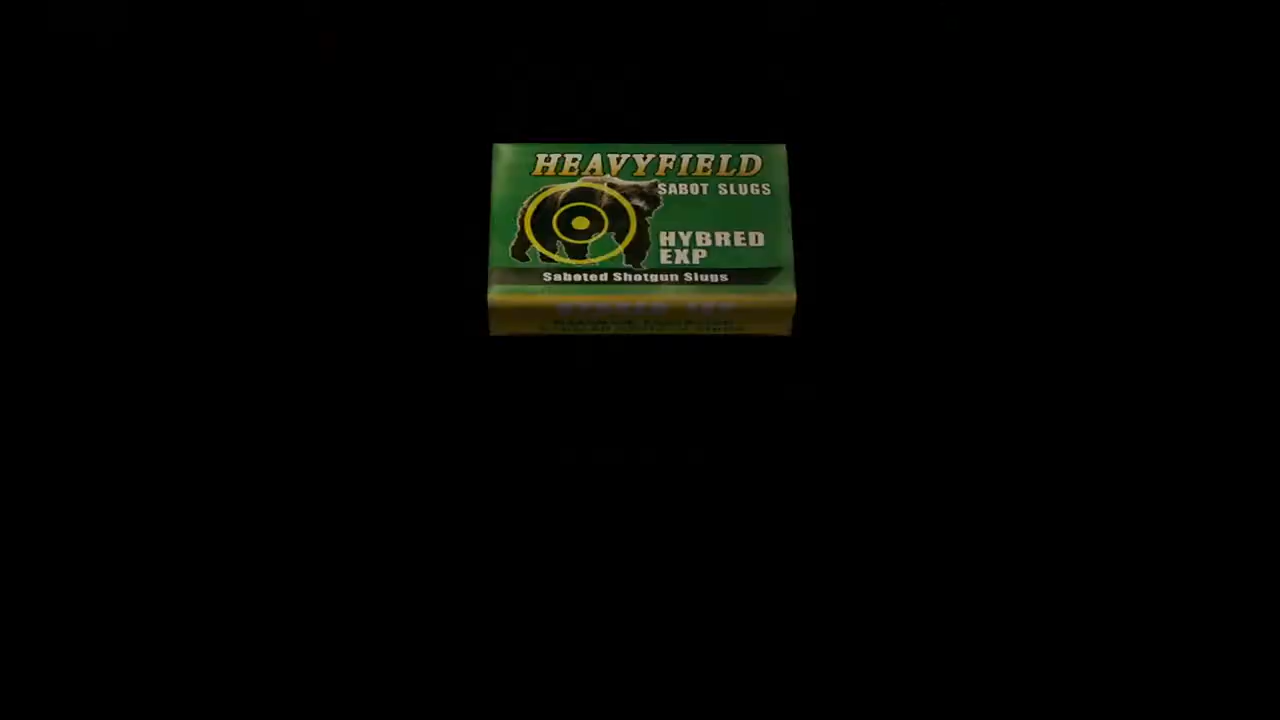 HEAVYFIELD
SABOT SLUGS
HYBRED
EXP
Saboted Shotgun Slugs